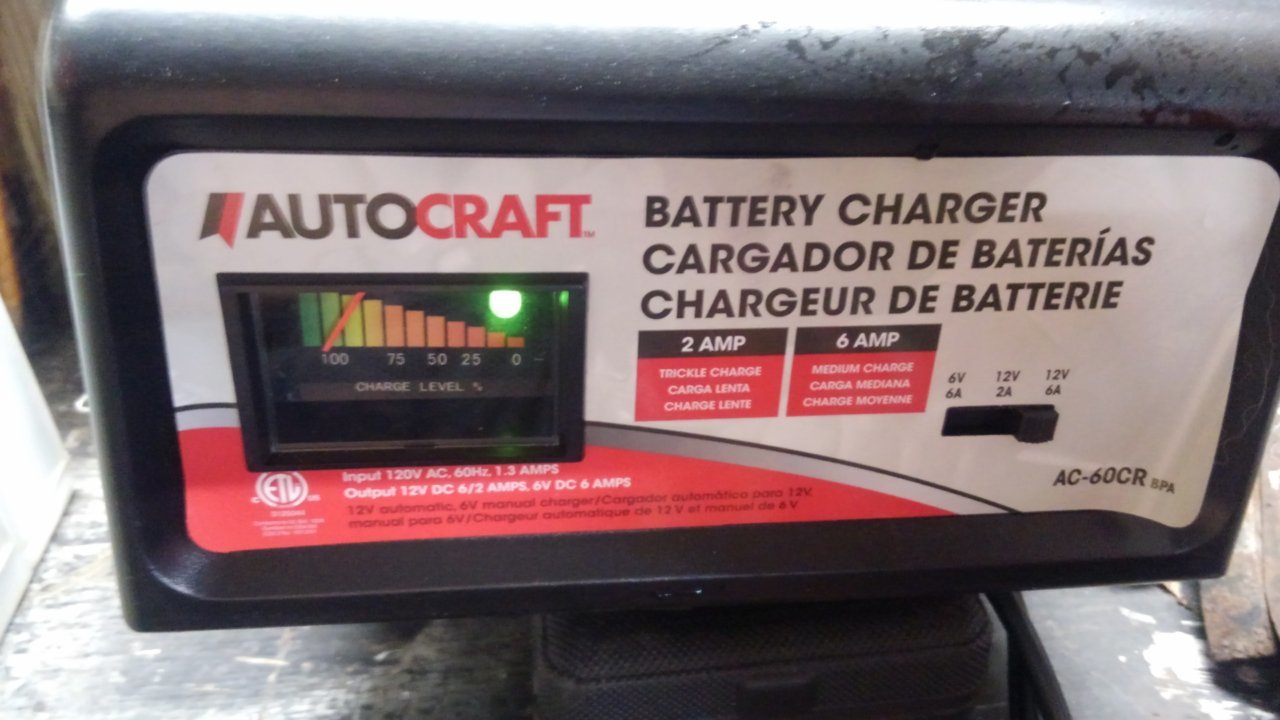 AUTOCRAFT
TM
BATTERY CHARGER
CARGADOR DE BATERÍAS
CHARGEUR DE BATTERIE
2 AMP
TRICKLE CHARGE
CARGA LENTA
CHARGE LENTE
6 AMP
MEDIUM CHARGE
CARGA MEDIANA
CHARGE MOYENNE
6V 12V 12V
6A 2A 6A
100 75 50 25 0
CHARGE LEVEL %
AC-60CR BPA
ETL
C US
Input 120V AC, 60Hz, 1.3 AMPS
Output 12V DC 6/2 AMPS, 6V DC 6 AMPS
12V automatic, 6V manual charger/Cargador automático para 12V,
manual para 6V/Chargeur automatique de 12 V et manuel de 6 V